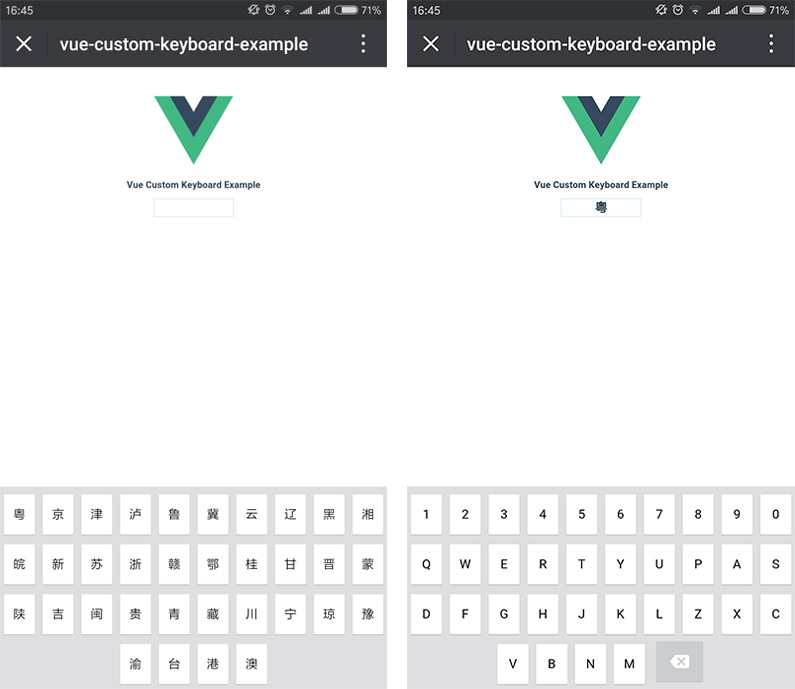 16:45 71%
vue-custom-keyboard-example
Vue Custom Keyboard Example
粤 京 津 泸 鲁 冀 云 辽 黑 湘
皖 新 苏 浙 赣 鄂 桂 甘 晋 蒙
陕 吉 闽 贵 青 藏 川 宁 琼 豫
渝 台 港 澳
16:45 71%
vue-custom-keyboard-example
Vue Custom Keyboard Example
粤
1 2 3 4 5 6 7 8 9 0
Q W E R T Y U P A S
D F G H J K L Z X C
V B N M